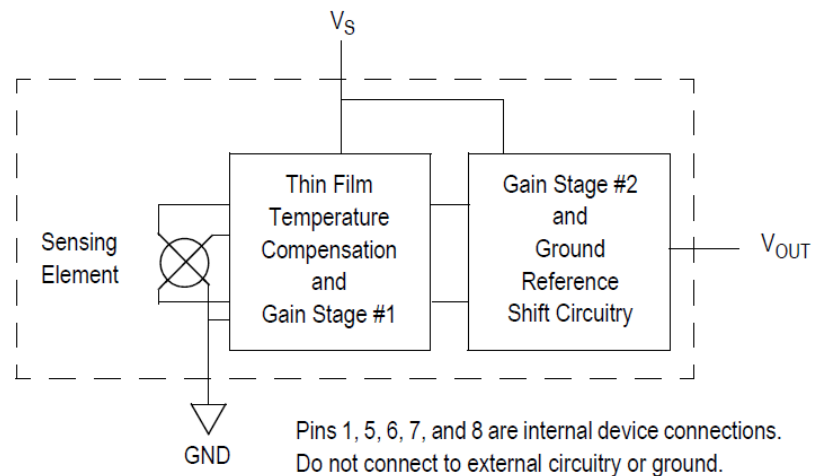 V_S
Sensing
Element
Thin Film
Temperature
Compensation
and
Gain Stage #1
Gain Stage #2
and
Ground
Reference
Shift Circuitry
V_OUT
GND
Pins 1, 5, 6, 7, and 8 are internal device connections.
Do not connect to external circuitry or ground.